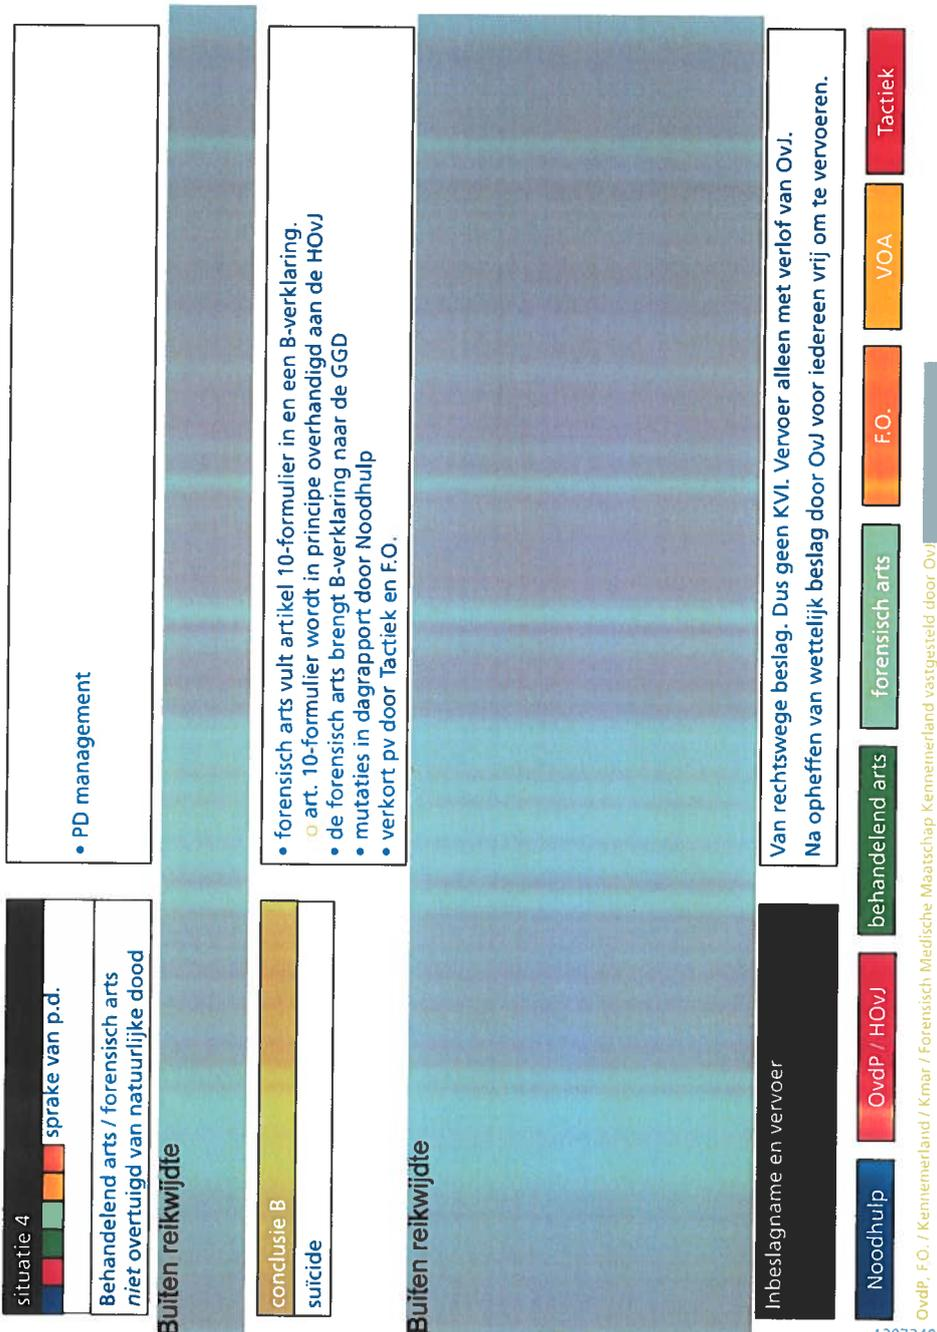 situatie 4
sprake van p.d.
Behandelend arts / forensisch arts
niet overtuigd van natuurlijke dood
• PD management
Buiten reikwijdte
conclusie B
suïcide
• forensisch arts vult artikel 10-formulier in en een B-verklaring.
o art. 10-formulier wordt in principe overhandigd aan de HOvJ
• de forensisch arts brengt B-verklaring naar de GGD
• mutaties in dagrapport door Noodhulp
• verkort pv door Tactiek en F.O.
Buiten reikwijdte
Inbeslagname en vervoer
Van rechtswege beslag. Dus geen KVI. Vervoer alleen met verlof van OvJ.
Na opheffen van wettelijk beslag door OvJ voor iedereen vrij om te vervoeren.
Noodhulp
OvdP / HOvJ
behandelend arts
forensisch arts
F.O.
VOA
Tactiek
OvdP, F.O. / Kennemerland / Kmar / Forensisch Medische Maatschap Kennemerland vastgesteld door OvJ